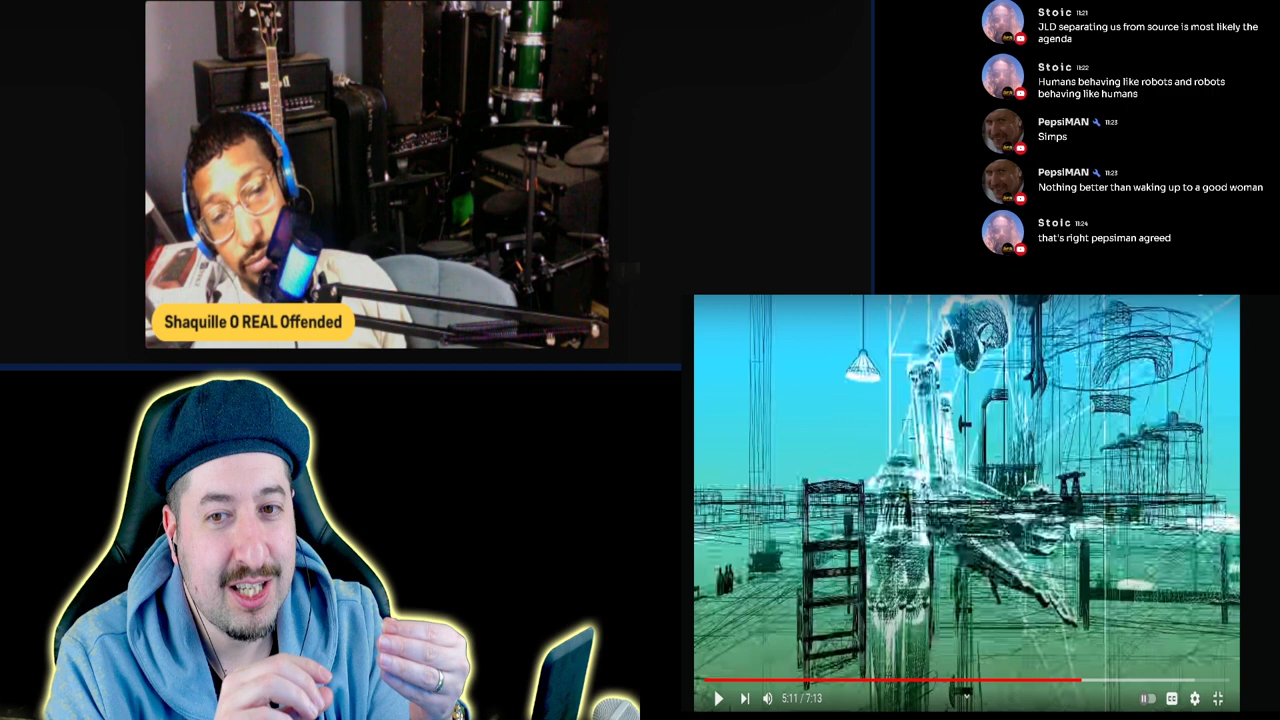 Shaquille O REAL Offended
Stoic 11:21
JLD separating us from source is most likely the
agenda
Stoic 11:22
Humans behaving like robots and robots
behaving like humans
PepsiMAN 11:23
Simps
PepsiMAN 11:23
Nothing better than waking up to a good woman
Stoic 11:24
that's right pepsiman agreed
5:11 / 7:13